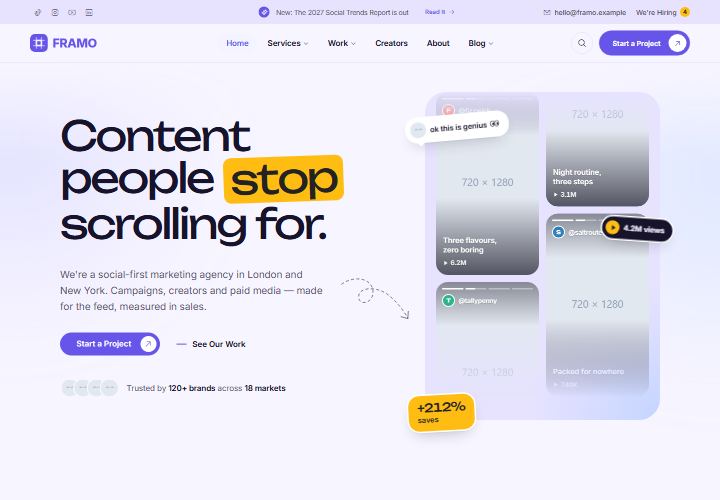 New: The 2027 Social Trends Report is out
Read it →
hello@framo.example
We're Hiring 4
FRAMO
Home
Services
Work
Creators
About
Blog
Start a Project
Content
people stop
scrolling for.
We're a social-first marketing agency in London and
New York. Campaigns, creators and paid media — made
for the feed, measured in sales.
Start a Project
See Our Work
Trusted by 120+ brands across 18 markets
ok this is genius 👀
720 × 1280
Three flavours,
zero boring
6.2M
T @tallypenny
720 × 1280
720 × 1280
Night routine,
three steps
3.1M
S
4.2M views
720 × 1280
Packed for nowhere
+212%
saves